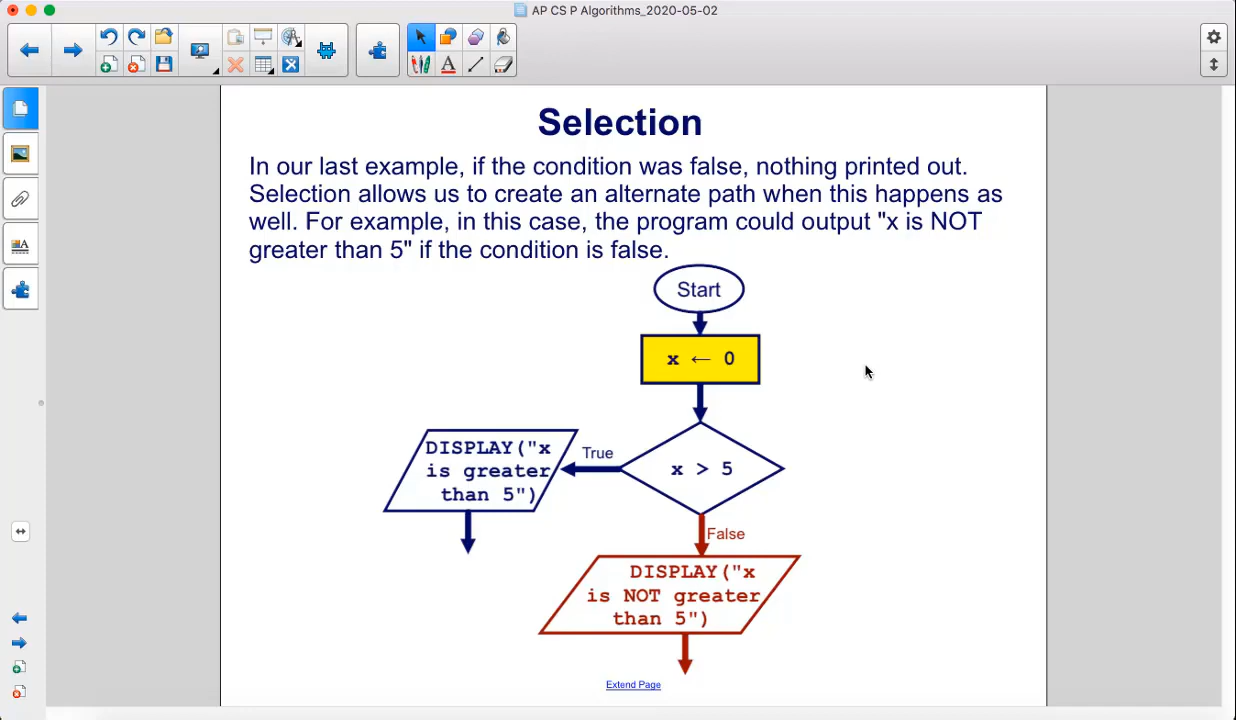 AP CS P Algorithms_2020-05-02
Selection
In our last example, if the condition was false, nothing printed out.
Selection allows us to create an alternate path when this happens as
well. For example, in this case, the program could output "x is NOT
greater than 5" if the condition is false.
Start
x ← 0
x > 5
True
DISPLAY("x
is greater
than 5")
False
DISPLAY("x
is NOT greater
than 5")
Extend Page